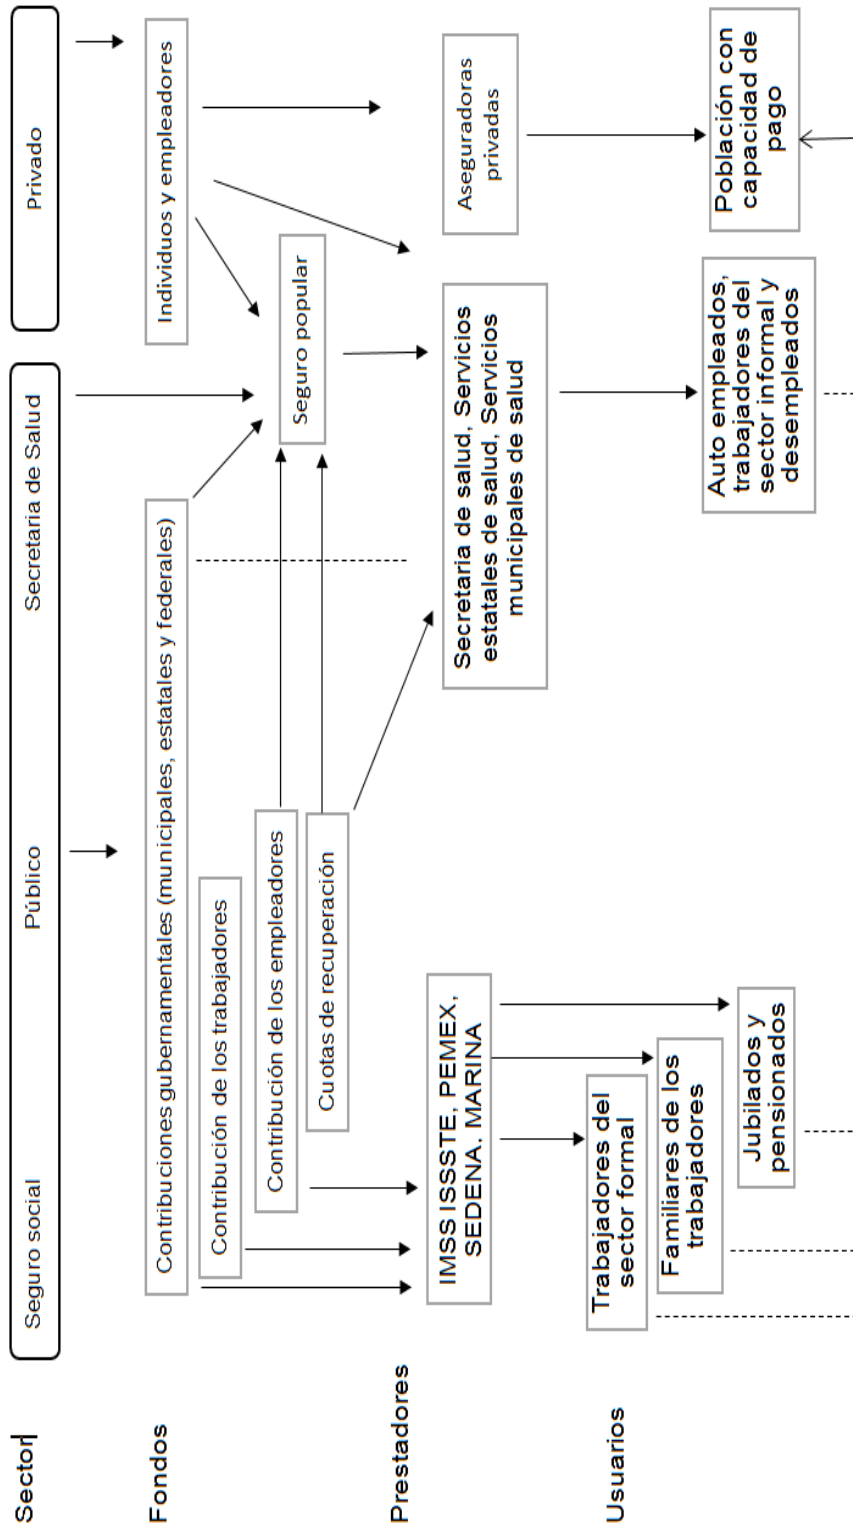 Sector
Seguro social
Público
Secretaria de Salud
Privado
Fondos
Contribuciones gubernamentales (municipales, estatales y federales)
Individuos y empleadores
Contribución de los trabajadores
Contribución de los empleadores
Seguro popular
Cuotas de recuperación
Prestadores
IMSS ISSSTE, PEMEX,
SEDENA, MARINA
Secretaria de salud, Servicios
estatales de salud, Servicios
municipales de salud
Aseguradoras
privadas
Usuarios
Trabajadores del
sector formal
Familiares de los
trabajadores
Jubilados y
pensionados
Auto empleados,
trabajadores del
sector informal y
desempleados
Población con
capacidad de
pago